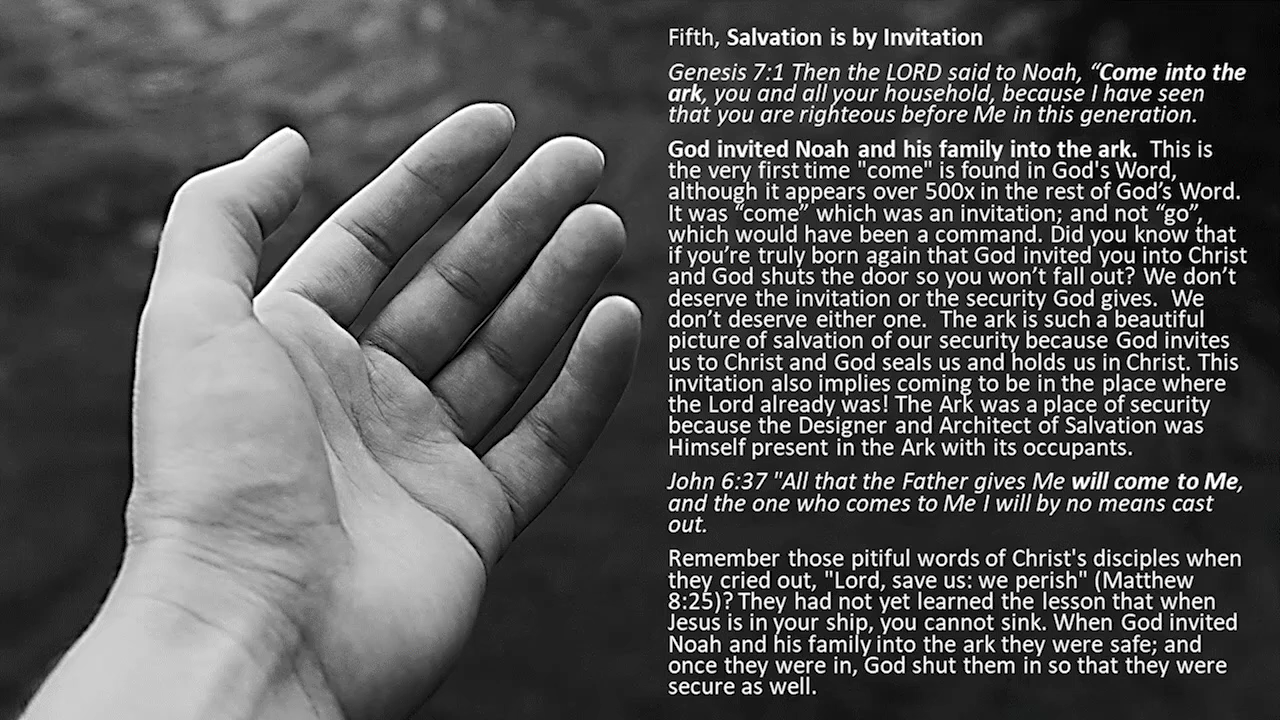 Fifth, Salvation is by Invitation
Genesis 7:1 Then the LORD said to Noah, “Come into the
ark, you and all your household, because I have seen
that you are righteous before Me in this generation.
God invited Noah and his family into the ark.  This is
the very first time "come" is found in God's Word,
although it appears over 500x in the rest of God’s Word.
It was “come” which was an invitation; and not “go”,
which would have been a command. Did you know that
if you’re truly born again that God invited you into Christ
and God shuts the door so you won’t fall out? We don’t
deserve the invitation or the security God gives.  We
don’t deserve either one.  The ark is such a beautiful
picture of salvation of our security because God invites
us to Christ and God seals us and holds us in Christ. This
invitation also implies coming to be in the place where
the Lord already was! The Ark was a place of security
because the Designer and Architect of Salvation was
Himself present in the Ark with its occupants.
John 6:37 "All that the Father gives Me will come to Me,
and the one who comes to Me I will by no means cast
out.
Remember those pitiful words of Christ's disciples when
they cried out, "Lord, save us: we perish" (Matthew
8:25)? They had not yet learned the lesson that when
Jesus is in your ship, you cannot sink. When God invited
Noah and his family into the ark they were safe; and
once they were in, God shut them in so that they were
secure as well.